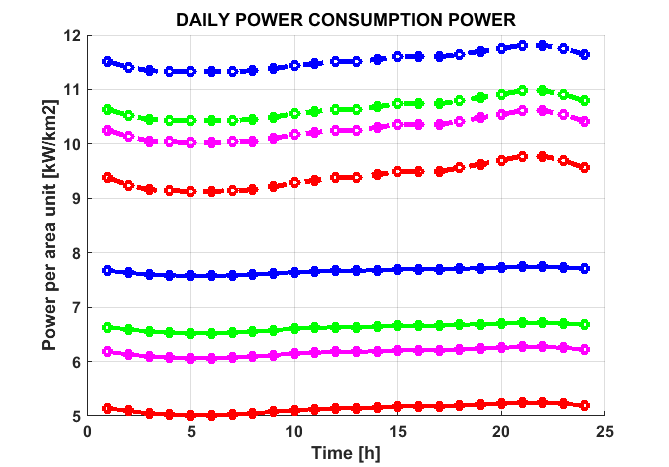 DAILY POWER CONSUMPTION POWER
Power per area unit [kW/km2]
12
11
10
9
8
7
6
5
0 5 10 15 20 25
Time [h]